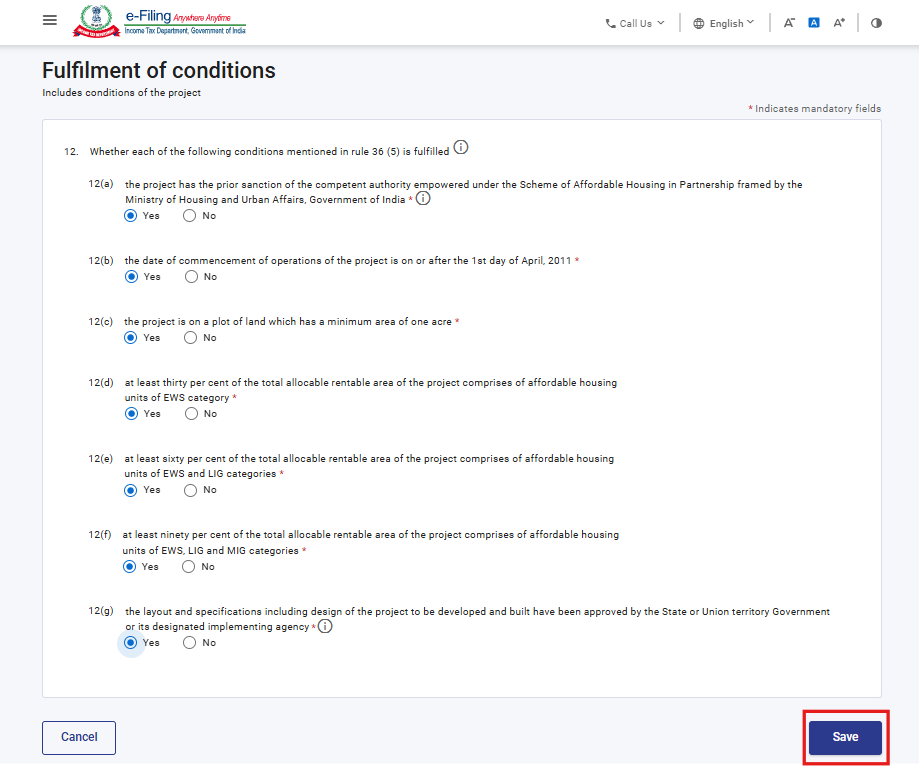 e-Filing Anywhere Anytime
Income Tax Department, Government of India
Call Us
English
A-
A
A+
Fulfilment of conditions
Includes conditions of the project
* Indicates mandatory fields
12. Whether each of the following conditions mentioned in rule 36 (5) is fulfilled
12(a) the project has the prior sanction of the competent authority empowered under the Scheme of Affordable Housing in Partnership framed by the
Ministry of Housing and Urban Affairs, Government of India *
Yes No
12(b) the date of commencement of operations of the project is on or after the 1st day of April, 2011 *
Yes No
12(c) the project is on a plot of land which has a minimum area of one acre *
Yes No
12(d) at least thirty per cent of the total allocable rentable area of the project comprises of affordable housing
units of EWS category *
Yes No
12(e) at least sixty per cent of the total allocable rentable area of the project comprises of affordable housing
units of EWS and LIG categories *
Yes No
12(f) at least ninety per cent of the total allocable rentable area of the project comprises of affordable housing
units of EWS, LIG and MIG categories *
Yes No
12(g) the layout and specifications including design of the project to be developed and built have been approved by the State or Union territory Government
or its designated implementing agency *
Yes No
Cancel
Save